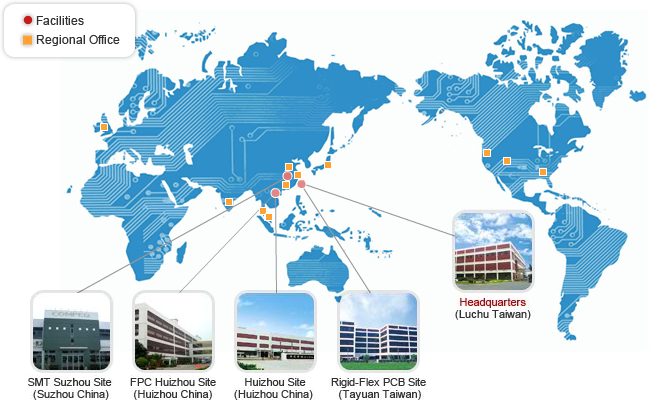 Facilities
Regional Office
Headquarters
(Luchu Taiwan)
COMPEQ
SMT Suzhou Site
(Suzhou China)
FPC Huizhou Site
(Huizhou China)
Huizhou Site
(Huizhou China)
Rigid-Flex PCB Site
(Tayuan Taiwan)